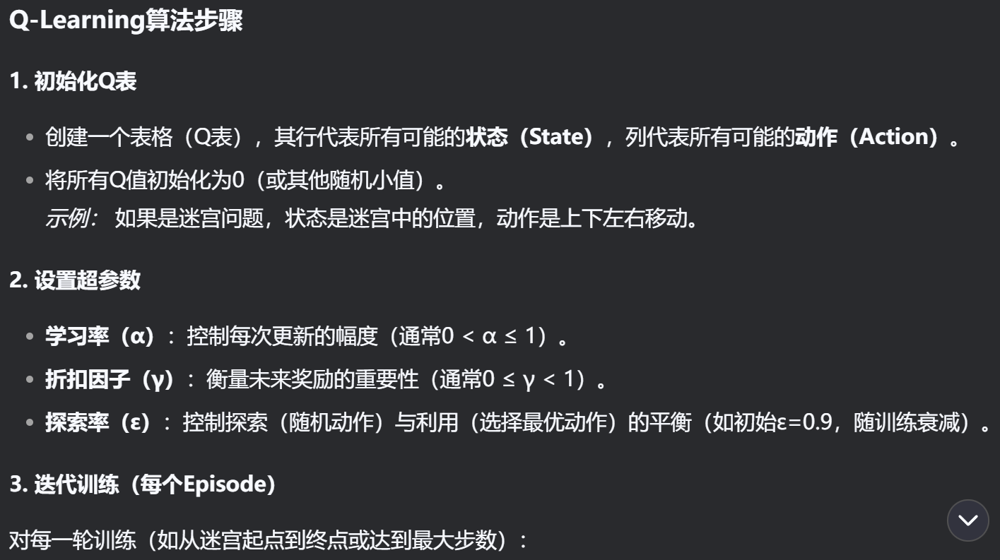 Q-Learning算法步骤
1. 初始化Q表
• 创建一个表格（Q表），其行代表所有可能的状态（State），列代表所有可能的动作（Action）。
• 将所有Q值初始化为0（或其他随机小值）。
示例： 如果是迷宫问题，状态是迷宫中的位置，动作是上下左右移动。
2. 设置超参数
• 学习率（α）：控制每次更新的幅度（通常0 < α ≤ 1）。
• 折扣因子（γ）：衡量未来奖励的重要性（通常0 ≤ γ < 1）。
• 探索率（ε）：控制探索（随机动作）与利用（选择最优动作）的平衡（如初始ε=0.9，随训练衰减）。
3. 迭代训练（每个Episode）
对每一轮训练（如从迷宫起点到终点或达到最大步数）：